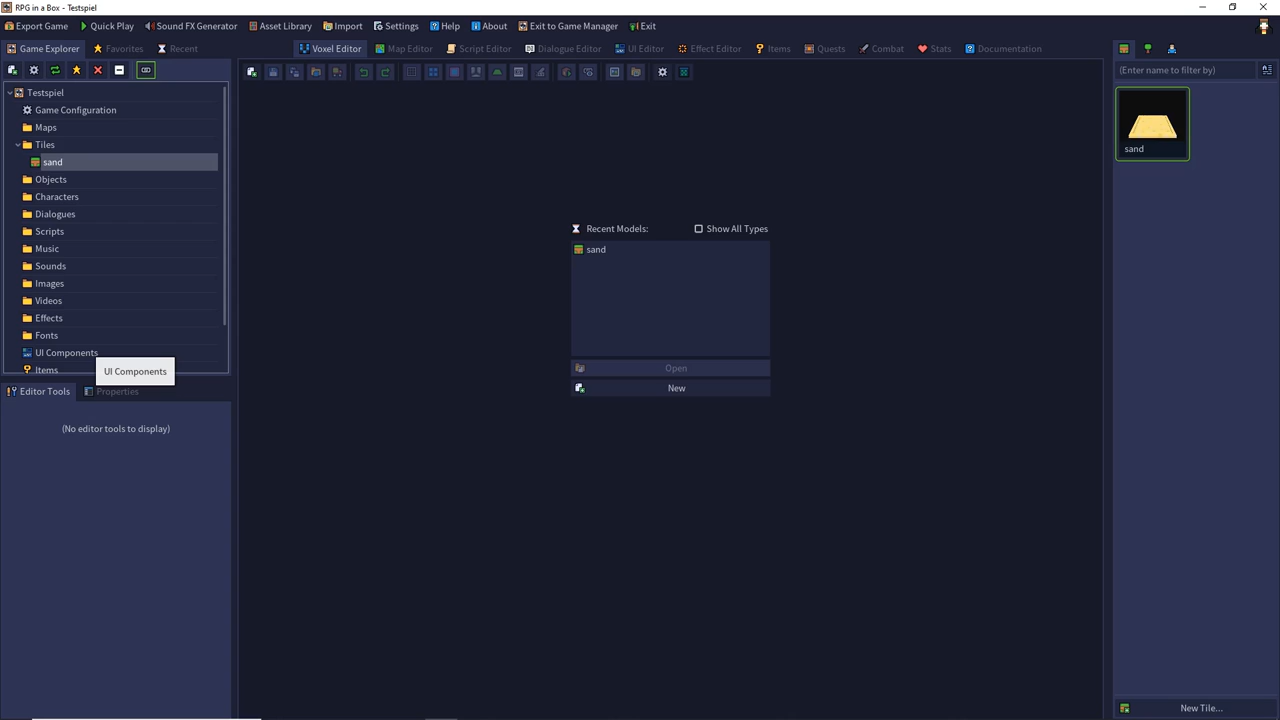 RPG in a Box - Testspiel
Export Game Quick Play Sound FX Generator Asset Library Import Settings Help About Exit to Game Manager Exit
Game Explorer Favorites Recent Voxel Editor Map Editor Script Editor Dialogue Editor UI Editor Effect Editor Items Quests Combat Stats Documentation
(Enter name to filter by)
Testspiel
Game Configuration
Maps
Tiles
sand
Objects
Characters
Dialogues
Scripts
Music
Sounds
Images
Videos
Effects
Fonts
UI Components
Items
UI Components
Editor Tools Properties
(No editor tools to display)
Recent Models: Show All Types
sand
Open
New
sand
New Tile...